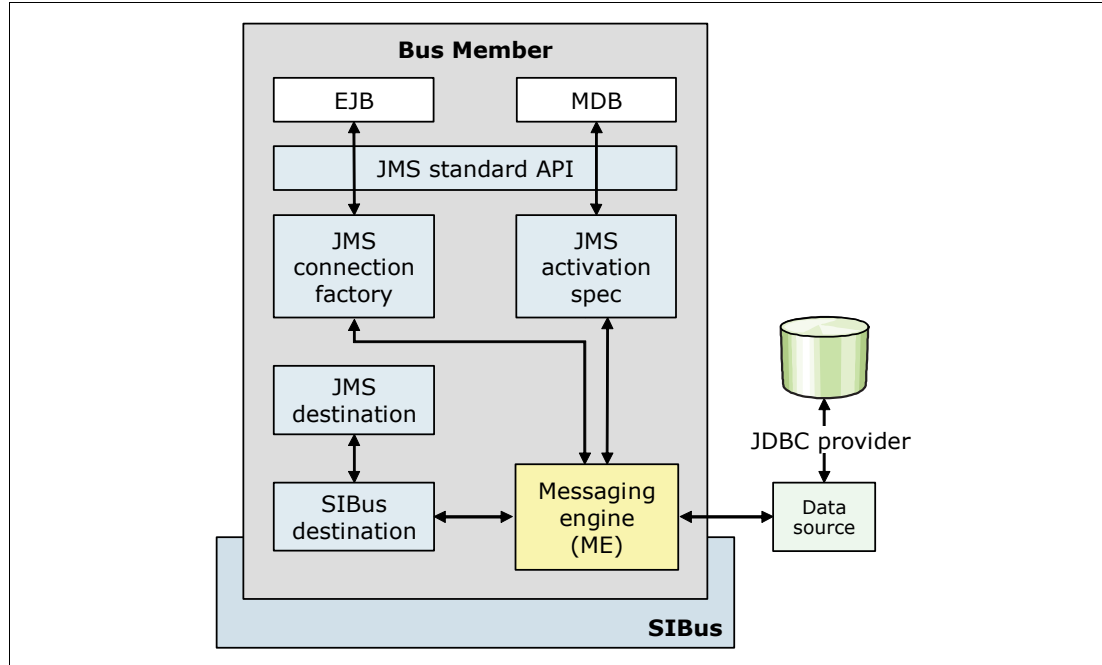 Bus Member
EJB
MDB
JMS standard API
JMS
connection
factory
JMS
activation
spec
JMS
destination
JDBC provider
SIBus
destination
Messaging
engine
(ME)
Data
source
SIBus